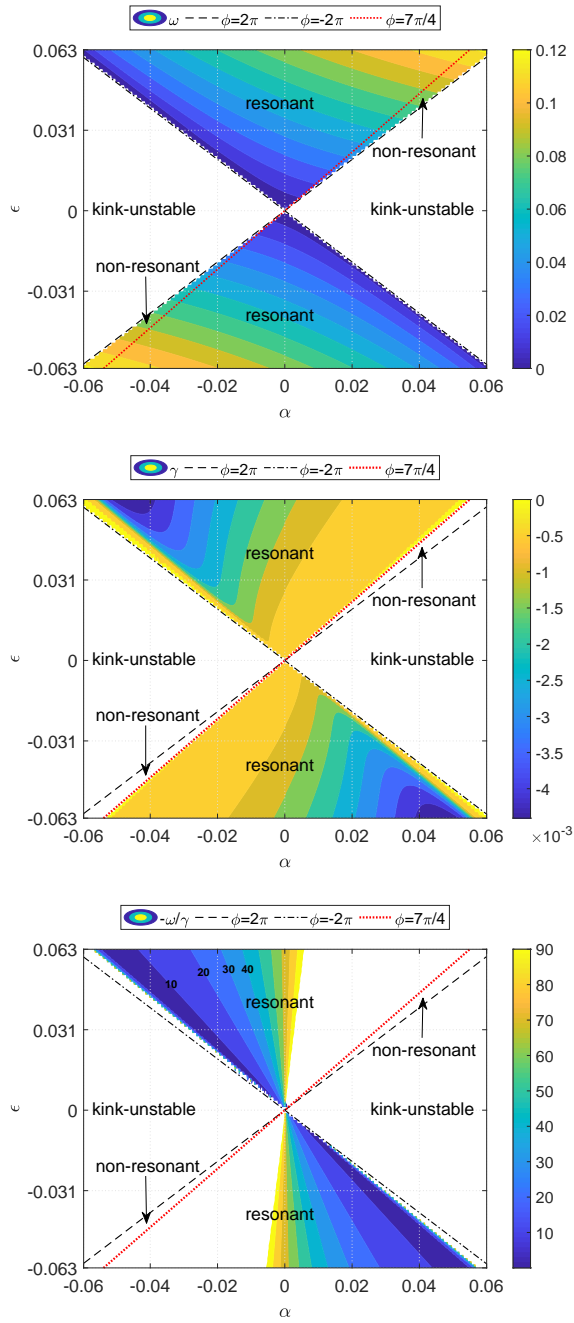 ω ϕ=2π ϕ=-2π ϕ=7π/4
0.063
0.031
0
-0.031
-0.063
ϵ
resonant
non-resonant
kink-unstable
kink-unstable
non-resonant
resonant
-0.06 -0.04 -0.02 0 0.02 0.04 0.06
α
0.12
0.1
0.08
0.06
0.04
0.02
0
γ ϕ=2π ϕ=-2π ϕ=7π/4
0.063
0.031
0
-0.031
-0.063
ϵ
resonant
non-resonant
kink-unstable
kink-unstable
non-resonant
resonant
-0.06 -0.04 -0.02 0 0.02 0.04 0.06
α
0
-0.5
-1
-1.5
-2
-2.5
-3
-3.5
-4
×10⁻³
-ω/γ ϕ=2π ϕ=-2π ϕ=7π/4
0.063
0.031
0
-0.031
-0.063
ϵ
10 20 30 40
resonant
non-resonant
kink-unstable
kink-unstable
non-resonant
resonant
-0.06 -0.04 -0.02 0 0.02 0.04 0.06
α
90
80
70
60
50
40
30
20
10